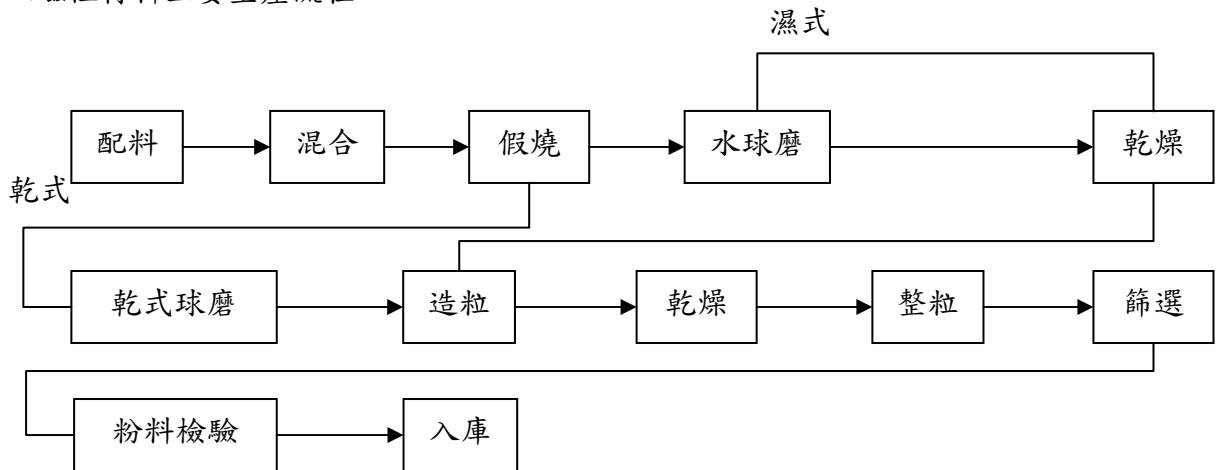 濕式
配料 混合 假燒 水球磨 乾燥
乾式
乾式球磨 造粒 乾燥 整粒 篩選
粉料檢驗 入庫